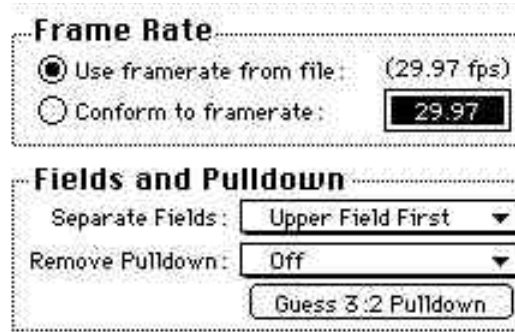 Frame Rate
Use framerate from file: (29.97 fps)
Conform to framerate: 29.97
Fields and Pulldown
Separate Fields: Upper Field First
Remove Pulldown: Off
Guess 3:2 Pulldown